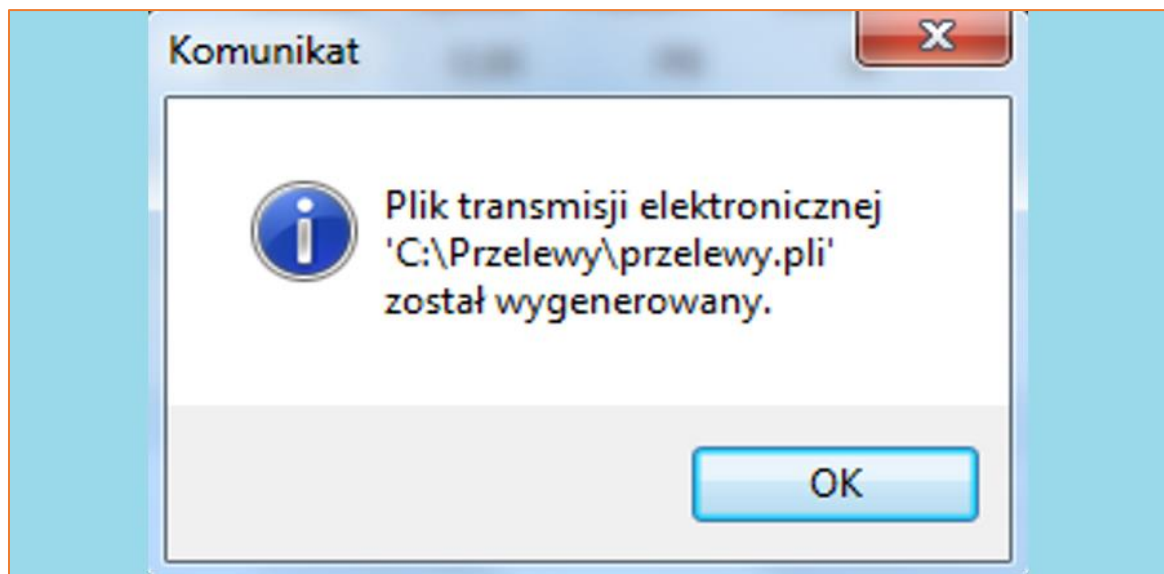 Komunikat
Plik transmisji elektronicznej
'C:\Przelewy\przelewy.pli'
został wygenerowany.
OK